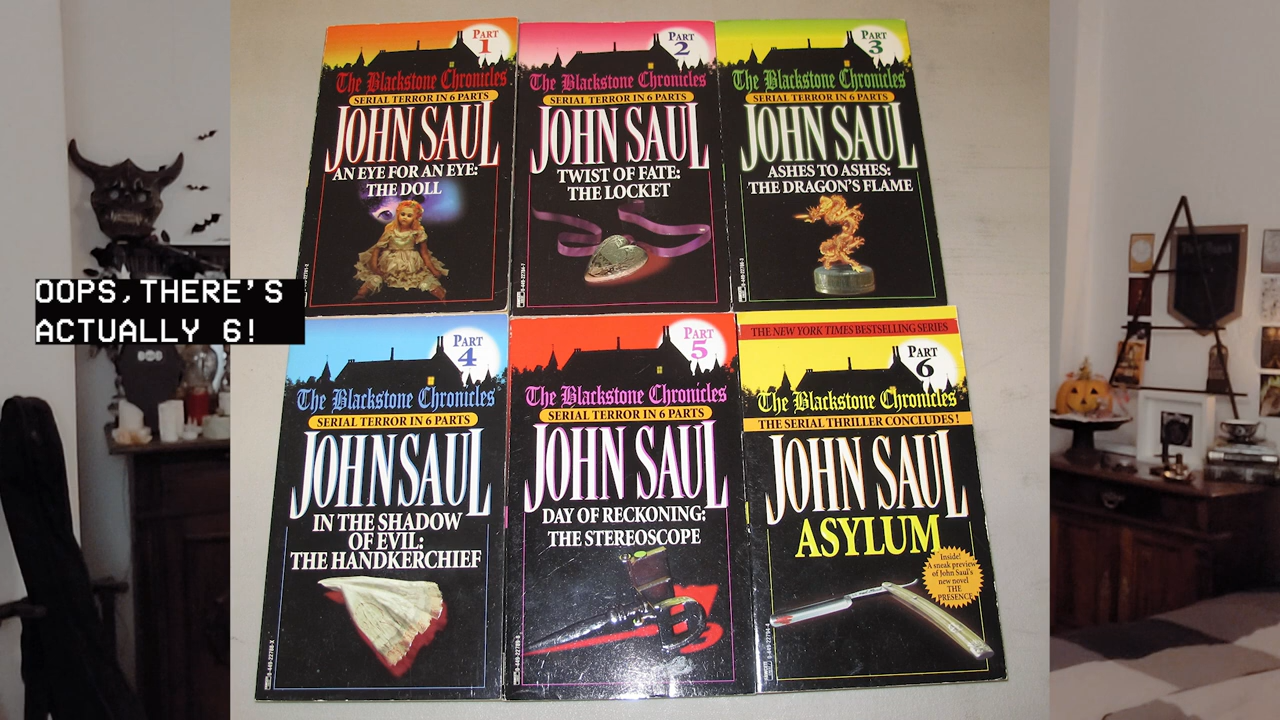 OOPS, THERE'S
ACTUALLY 6!
PART
1
The Blackstone Chronicles
SERIAL TERROR IN 6 PARTS
JOHN SAUL
AN EYE FOR AN EYE:
THE DOLL
PART
2
The Blackstone Chronicles
SERIAL TERROR IN 6 PARTS
JOHN SAUL
TWIST OF FATE:
THE LOCKET
PART
3
The Blackstone Chronicles
SERIAL TERROR IN 6 PARTS
JOHN SAUL
ASHES TO ASHES:
THE DRAGON'S FLAME
PART
4
The Blackstone Chronicles
SERIAL TERROR IN 6 PARTS
JOHN SAUL
IN THE SHADOW
OF EVIL:
THE HANDKERCHIEF
PART
5
The Blackstone Chronicles
SERIAL TERROR IN 6 PARTS
JOHN SAUL
DAY OF RECKONING:
THE STEREOSCOPE
THE NEW YORK TIMES BESTSELLING SERIES
PART
6
The Blackstone Chronicles
THE SERIAL THRILLER CONCLUDES!
JOHN SAUL
ASYLUM
Inside!
A sneak preview
of John Saul's
new novel
THE
PRESENCE